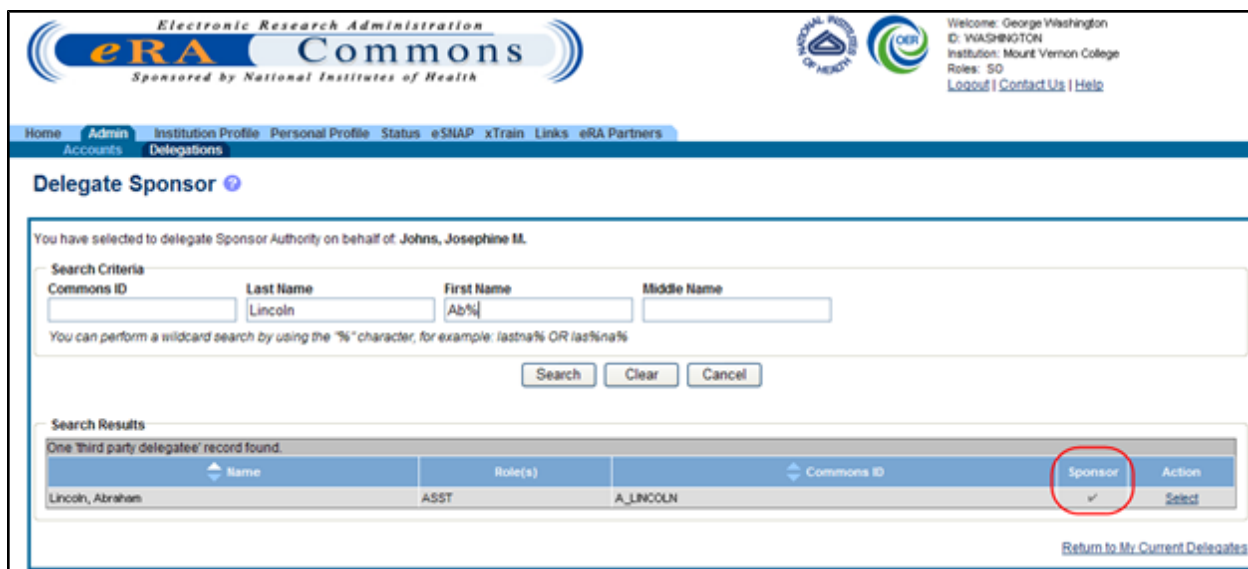 Electronic Research Administration
eRA Commons
Sponsored by National Institutes of Health
NATIONAL INSTITUTES OF HEALTH
OER
Welcome: George Washington
ID: WASHINGTON
Institution: Mount Vernon College
Roles: SO
Logout | Contact Us | Help
Home Admin Institution Profile Personal Profile Status eSNAP xTrain Links eRA Partners
Accounts Delegations
Delegate Sponsor ?
You have selected to delegate Sponsor Authority on behalf of: Johns, Josephine M.
Search Criteria
Commons ID Last Name First Name Middle Name
Lincoln Ab%
You can perform a wildcard search by using the "%" character, for example: lastna% OR las%na%
Search Clear Cancel
Search Results
One 'third party delegatee' record found.
Name Role(s) Commons ID Sponsor Action
Lincoln, Abraham ASST A_LINCOLN ✓ Select
Return to My Current Delegates